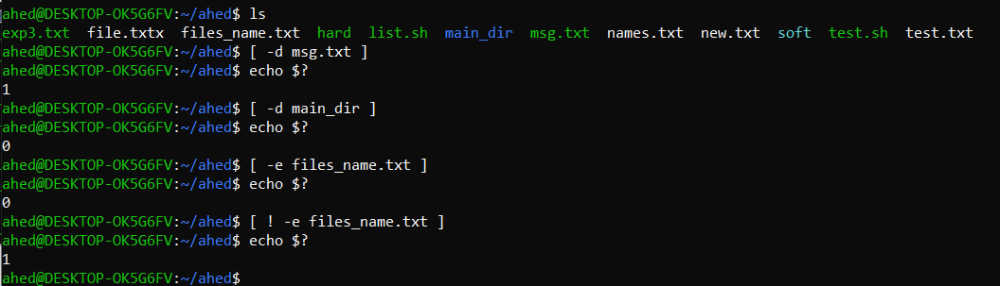 ahed@DESKTOP-OK5G6FV:~/ahed$ ls
exp3.txt file.txtx files_name.txt hard list.sh main_dir msg.txt names.txt new.txt soft test.sh test.txt
ahed@DESKTOP-OK5G6FV:~/ahed$ [ -d msg.txt ]
ahed@DESKTOP-OK5G6FV:~/ahed$ echo $?
1
ahed@DESKTOP-OK5G6FV:~/ahed$ [ -d main_dir ]
ahed@DESKTOP-OK5G6FV:~/ahed$ echo $?
0
ahed@DESKTOP-OK5G6FV:~/ahed$ [ -e files_name.txt ]
ahed@DESKTOP-OK5G6FV:~/ahed$ echo $?
0
ahed@DESKTOP-OK5G6FV:~/ahed$ [ ! -e files_name.txt ]
ahed@DESKTOP-OK5G6FV:~/ahed$ echo $?
1
ahed@DESKTOP-OK5G6FV:~/ahed$